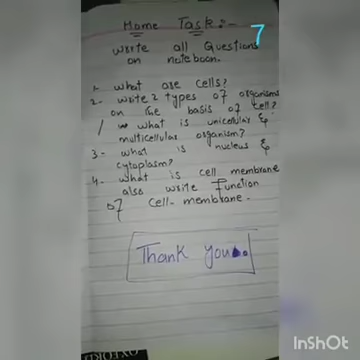 Home Task:-
7
write all Questions
on notebook.
1- what are cells?
2- write 2 types of organisms
on the basis of cell?
/ what is unicellular &
multicellular organism?
3- what is nucleus &
cytoplasm?
4- what is cell membrane
also write Function
of cell-membrane.
Thank you.
InShOt